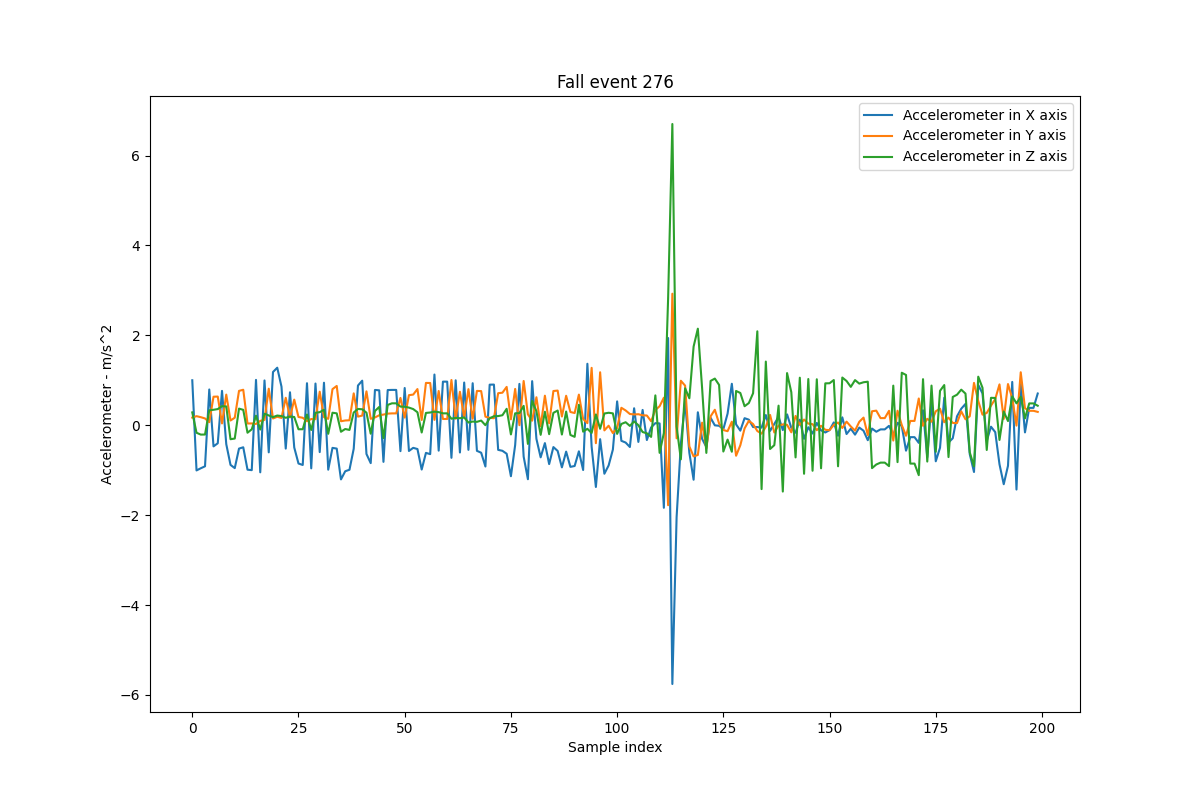 Fall event 276
Accelerometer in X axis
Accelerometer in Y axis
Accelerometer in Z axis
Accelerometer - m/s^2
6
4
2
0
−2
−4
−6
0 25 50 75 100 125 150 175 200
Sample index